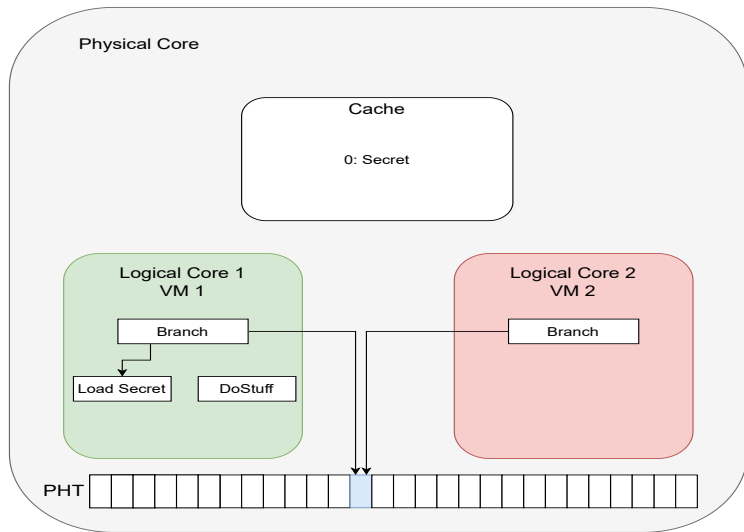 Physical Core
Cache
0: Secret
Logical Core 1
VM 1
Branch
Load Secret
DoStuff
Logical Core 2
VM 2
Branch
PHT